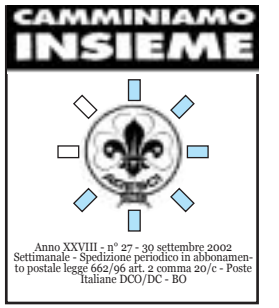 CAMMINIAMO
INSIEME
AGESCI
Anno XXVIII - n° 27 - 30 settembre 2002
Settimanale - Spedizione periodico in abbonamen-
to postale legge 662/96 art. 2 comma 20/c - Poste
Italiane DCO/DC - BO